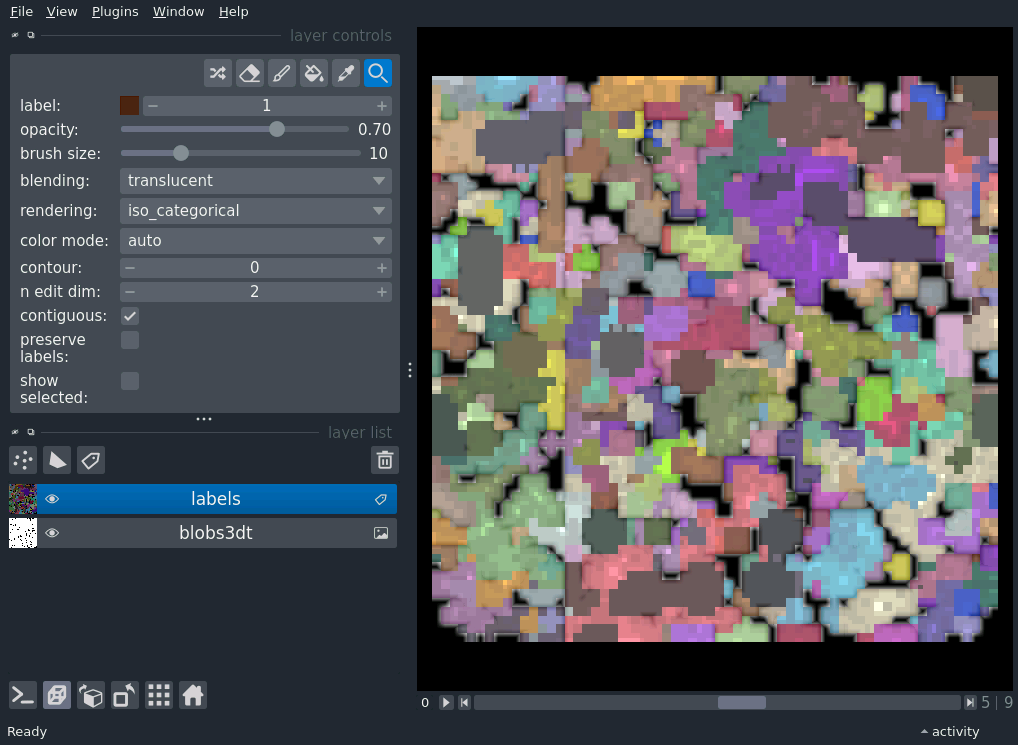 File View Plugins Window Help
layer controls
label: 1
opacity: 0.70
brush size: 10
blending: translucent
rendering: iso_categorical
color mode: auto
contour: 0
n edit dim: 2
contiguous:
preserve
labels:
show
selected:
layer list
labels
blobs3dt
0 5 | 9
Ready activity